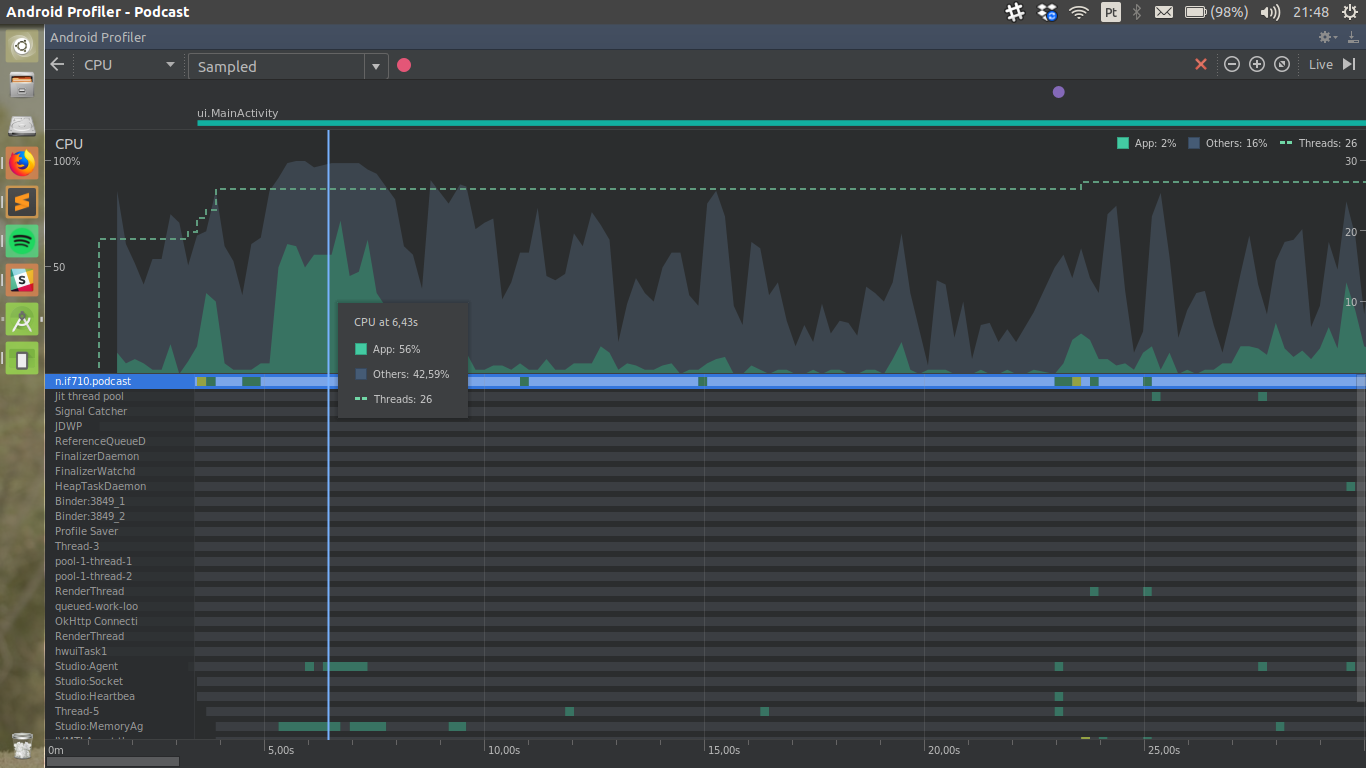 Android Profiler - Podcast
Pt
(98%)
21:48
Android Profiler
CPU
Sampled
Live
ui.MainActivity
CPU
App: 2%
Others: 16%
Threads: 26
100%
30
20
50
10
CPU at 6,43s
App: 56%
Others: 42,59%
Threads: 26
n.if710.podcast
Jit thread pool
Signal Catcher
JDWP
ReferenceQueueD
FinalizerDaemon
FinalizerWatchd
HeapTaskDaemon
Binder:3849_1
Binder:3849_2
Profile Saver
Thread-3
pool-1-thread-1
pool-1-thread-2
RenderThread
queued-work-loo
OkHttp Connecti
RenderThread
hwuiTask1
Studio:Agent
Studio:Socket
Studio:Heartbea
Thread-5
Studio:MemoryAg
0m
5,00s
10,00s
15,00s
20,00s
25,00s